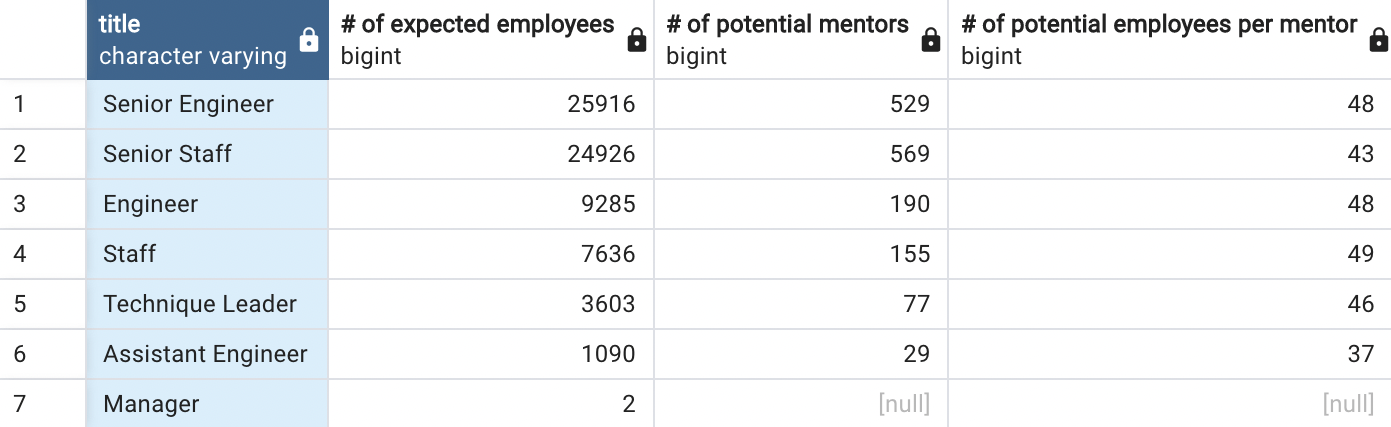 title # of expected employees # of potential mentors # of potential employees per mentor
character varying bigint bigint bigint
1 Senior Engineer 25916 529 48
2 Senior Staff 24926 569 43
3 Engineer 9285 190 48
4 Staff 7636 155 49
5 Technique Leader 3603 77 46
6 Assistant Engineer 1090 29 37
7 Manager 2 [null] [null]